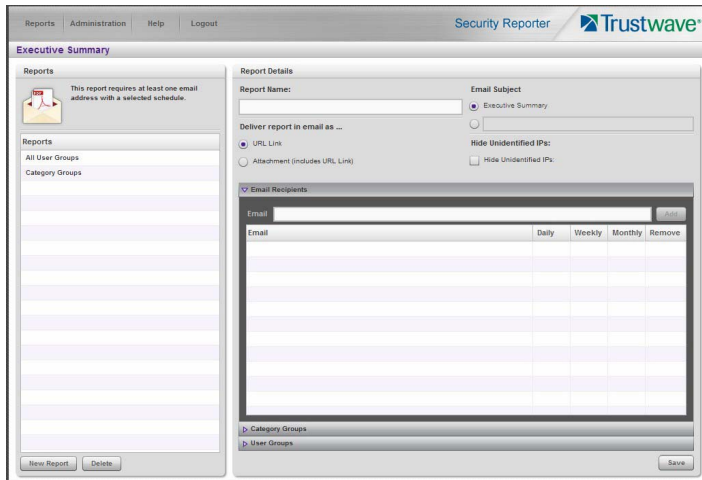 Reports Administration Help Logout
Security Reporter
Trustwave®
Executive Summary
Reports
PDF
This report requires at least one email
address with a selected schedule.
Reports
All User Groups
Category Groups
New Report Delete
Report Details
Report Name:
Email Subject
Executive Summary
Deliver report in email as ...
URL Link
Attachment (includes URL Link)
Hide Unidentified IPs:
Hide Unidentified IPs:
Email Recipients
Email Add
Email Daily Weekly Monthly Remove
Category Groups
User Groups
Save